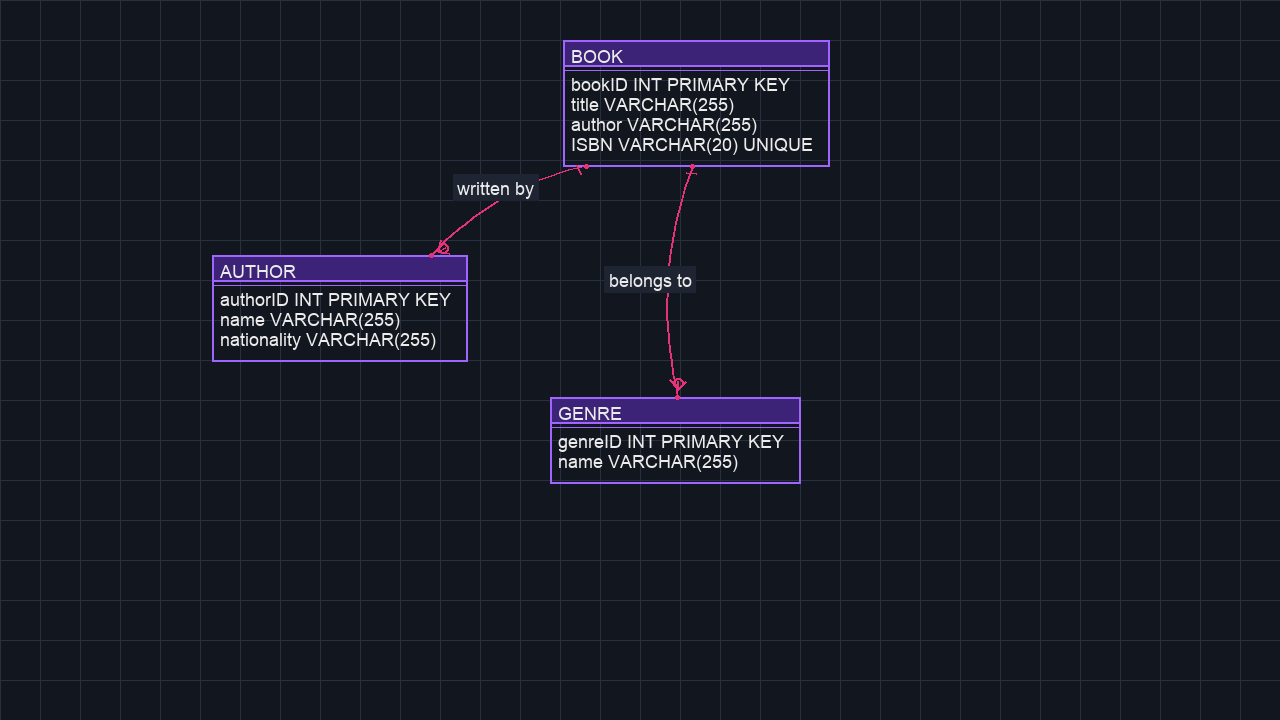 BOOK
bookID INT PRIMARY KEY
title VARCHAR(255)
author VARCHAR(255)
ISBN VARCHAR(20) UNIQUE
written by
AUTHOR
authorID INT PRIMARY KEY
name VARCHAR(255)
nationality VARCHAR(255)
belongs to
GENRE
genreID INT PRIMARY KEY
name VARCHAR(255)